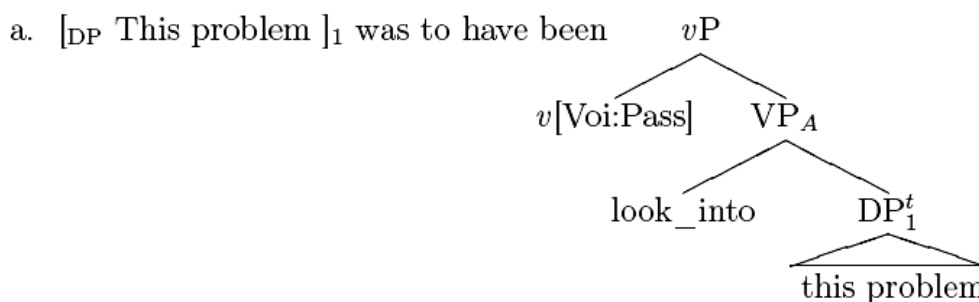 a. [DP This problem ]1 was to have been vP
v[Voi:Pass] VPA
look_into DPt1
this problem